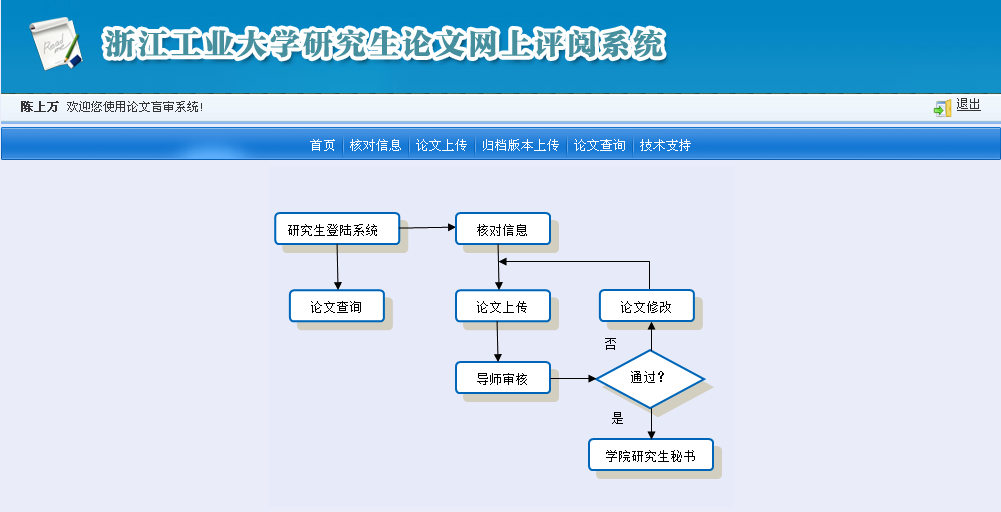 Read me
浙江工业大学研究生论文网上评阅系统
陈上万 欢迎您使用论文盲审系统!
退出
首页 核对信息 论文上传 归档版本上传 论文查询 技术支持
研究生登陆系统
核对信息
论文查询
论文上传
论文修改
否
导师审核
通过?
是
学院研究生秘书